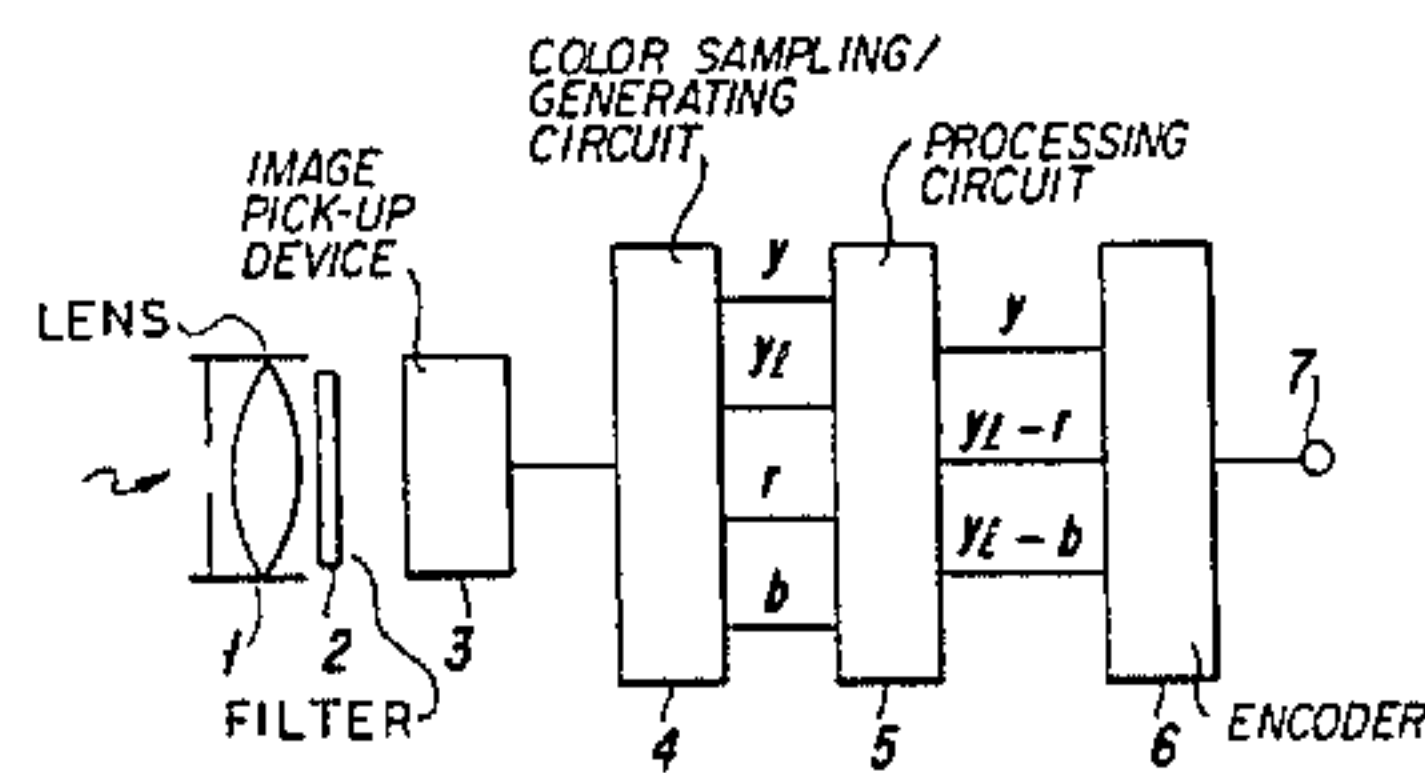 COLOR SAMPLING/
GENERATING
CIRCUIT
PROCESSING
CIRCUIT
IMAGE
PICK-UP
DEVICE
LENS
y
yL
r
b
y
yL - r
yL - b
7
1
2
3
FILTER
4
5
6
ENCODER